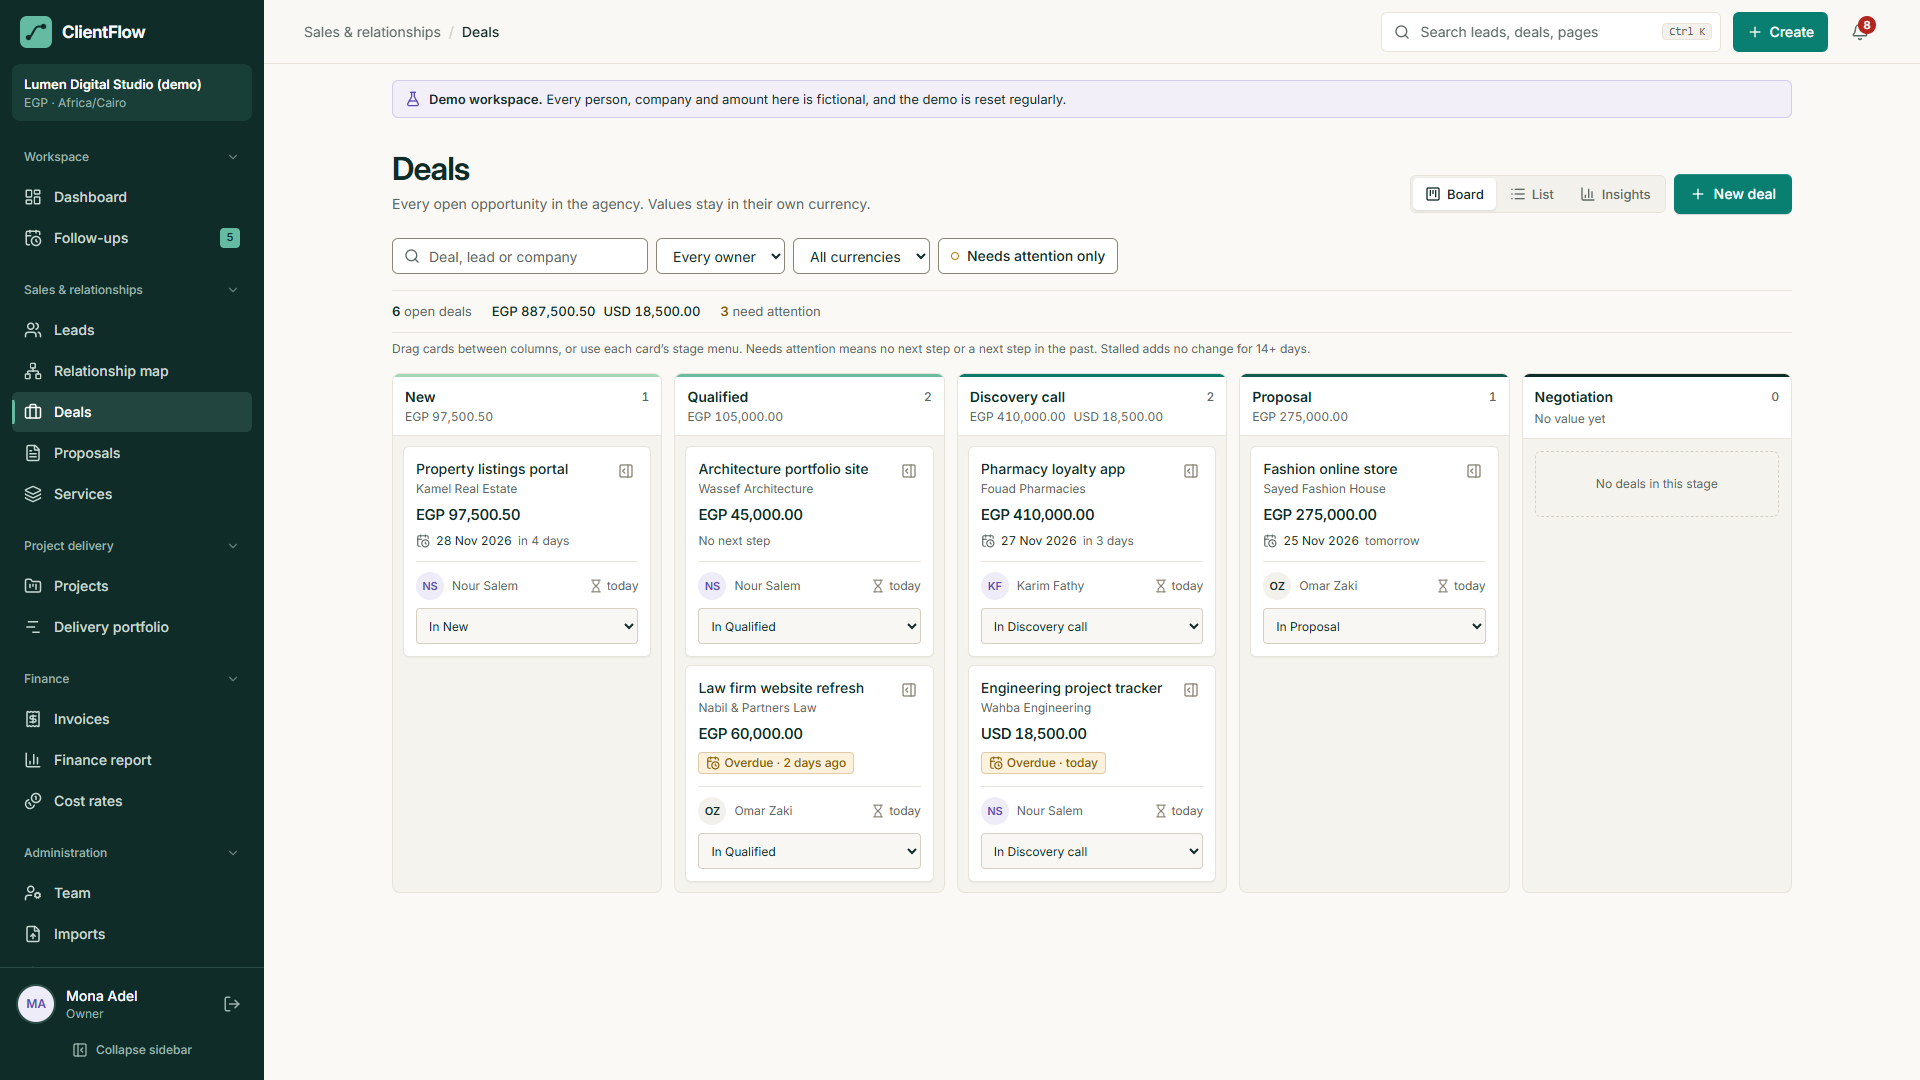 ClientFlow
Lumen Digital Studio (demo)
EGP · Africa/Cairo
Workspace
Dashboard
Follow-ups 5
Sales & relationships
Leads
Relationship map
Deals
Proposals
Services
Project delivery
Projects
Delivery portfolio
Finance
Invoices
Finance report
Cost rates
Administration
Team
Imports
MA Mona Adel
Owner
Collapse sidebar
Sales & relationships / Deals
Search leads, deals, pages Ctrl K
+ Create
8
Demo workspace. Every person, company and amount here is fictional, and the demo is reset regularly.
Deals
Every open opportunity in the agency. Values stay in their own currency.
Board List Insights
+ New deal
Deal, lead or company
Every owner
All currencies
Needs attention only
6 open deals EGP 887,500.50 USD 18,500.00 3 need attention
Drag cards between columns, or use each card’s stage menu. Needs attention means no next step or a next step in the past. Stalled adds no change for 14+ days.
New 1
EGP 97,500.50
Property listings portal
Kamel Real Estate
EGP 97,500.50
28 Nov 2026 in 4 days
NS Nour Salem today
In New
Qualified 2
EGP 105,000.00
Architecture portfolio site
Wassef Architecture
EGP 45,000.00
No next step
NS Nour Salem today
In Qualified
Law firm website refresh
Nabil & Partners Law
EGP 60,000.00
Overdue · 2 days ago
OZ Omar Zaki today
In Qualified
Discovery call 2
EGP 410,000.00 USD 18,500.00
Pharmacy loyalty app
Fouad Pharmacies
EGP 410,000.00
27 Nov 2026 in 3 days
KF Karim Fathy today
In Discovery call
Engineering project tracker
Wahba Engineering
USD 18,500.00
Overdue · today
NS Nour Salem today
In Discovery call
Proposal 1
EGP 275,000.00
Fashion online store
Sayed Fashion House
EGP 275,000.00
25 Nov 2026 tomorrow
OZ Omar Zaki today
In Proposal
Negotiation 0
No value yet
No deals in this stage